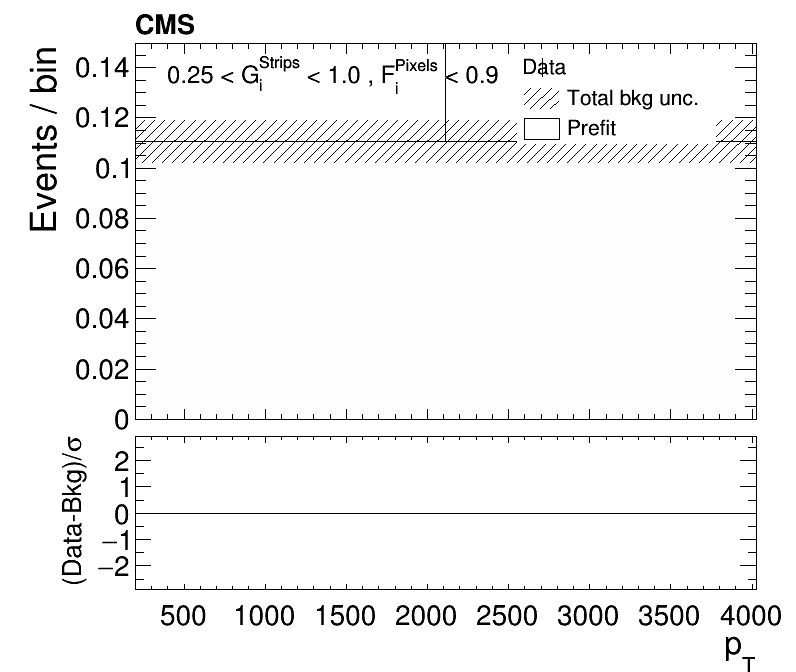 CMS
Events / bin
0.25 < G_i^Strips < 1.0 , F_i^Pixels < 0.9
Data
Total bkg unc.
Prefit
0.14
0.12
0.1
0.08
0.06
0.04
0.02
0
(Data-Bkg)/σ
2
1
0
−1
−2
500 1000 1500 2000 2500 3000 3500 4000
p_T